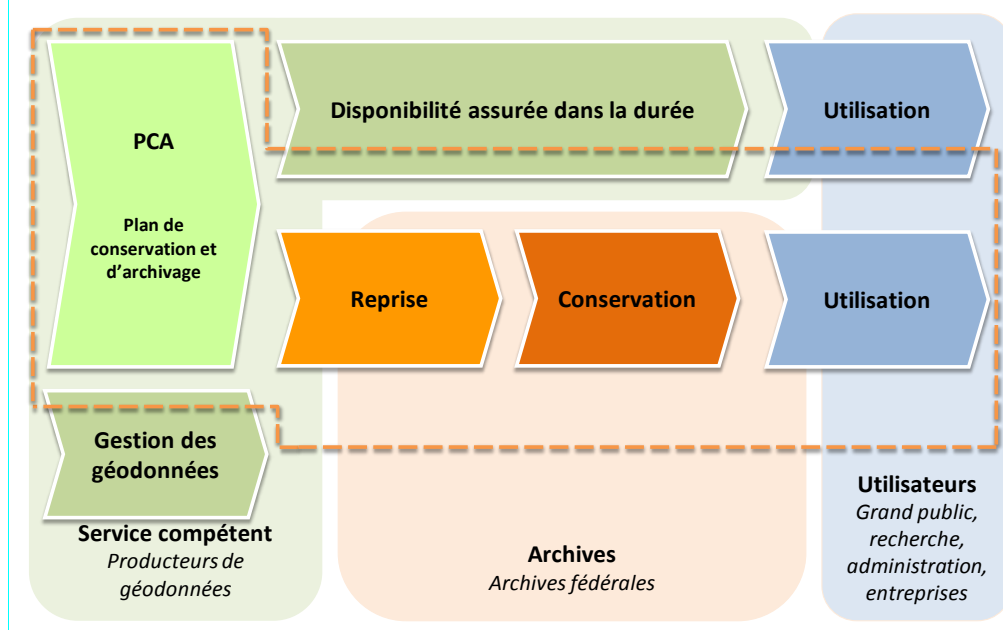 PCA
Plan de
conservation et
d'archivage
Disponibilité assurée dans la durée
Utilisation
Reprise
Conservation
Utilisation
Gestion des
géodonnées
Service compétent
Producteurs de
géodonnées
Archives
Archives fédérales
Utilisateurs
Grand public,
recherche,
administration,
entreprises